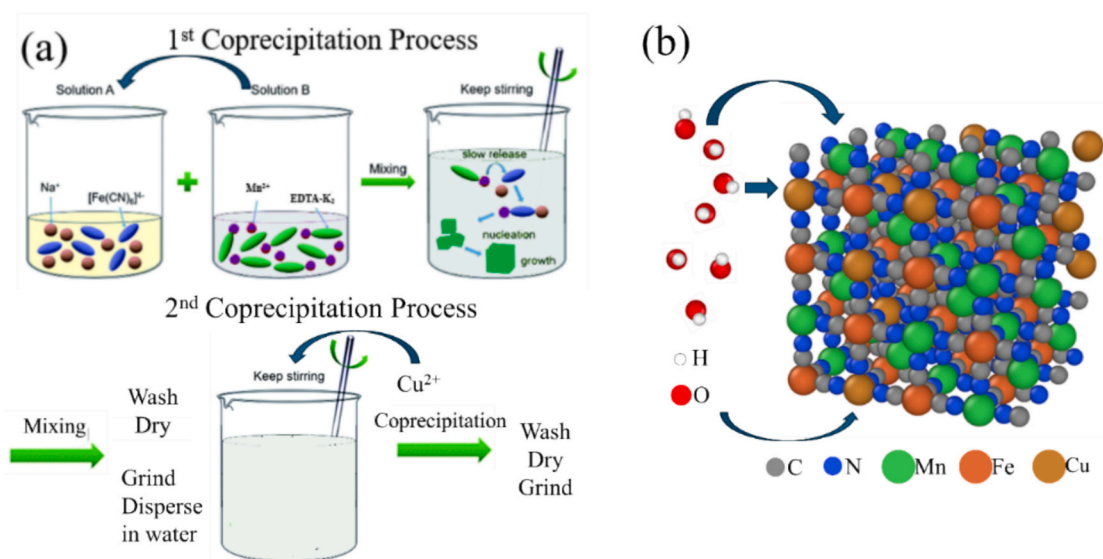 (a)
1st Coprecipitation Process
Solution A
Solution B
Keep stirring
Na⁺
[Fe(CN)₆]⁴⁻
Mn²⁺
EDTA-K₂
Mixing
slow release
nucleation
growth
2nd Coprecipitation Process
Mixing
Wash
Dry
Grind
Disperse
in water
Keep stirring
Cu²⁺
Coprecipitation
Wash
Dry
Grind
(b)
H
O
C N Mn Fe Cu